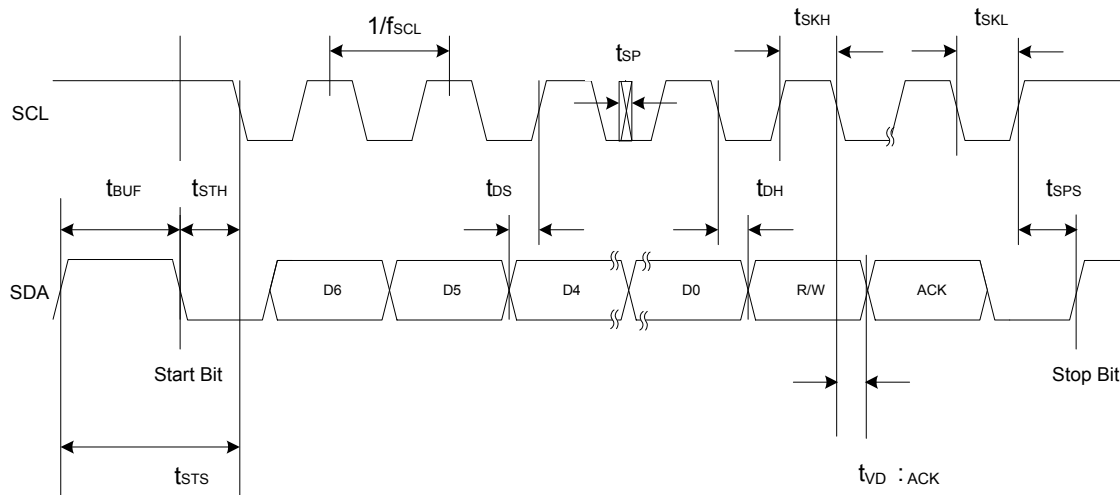 1/fSCL
tSP
tSKH
tSKL
SCL
tBUF
tSTH
tDS
tDH
tSPS
SDA
D6
D5
D4
D0
R/W
ACK
Start Bit
Stop Bit
tSTS
tVD : ACK